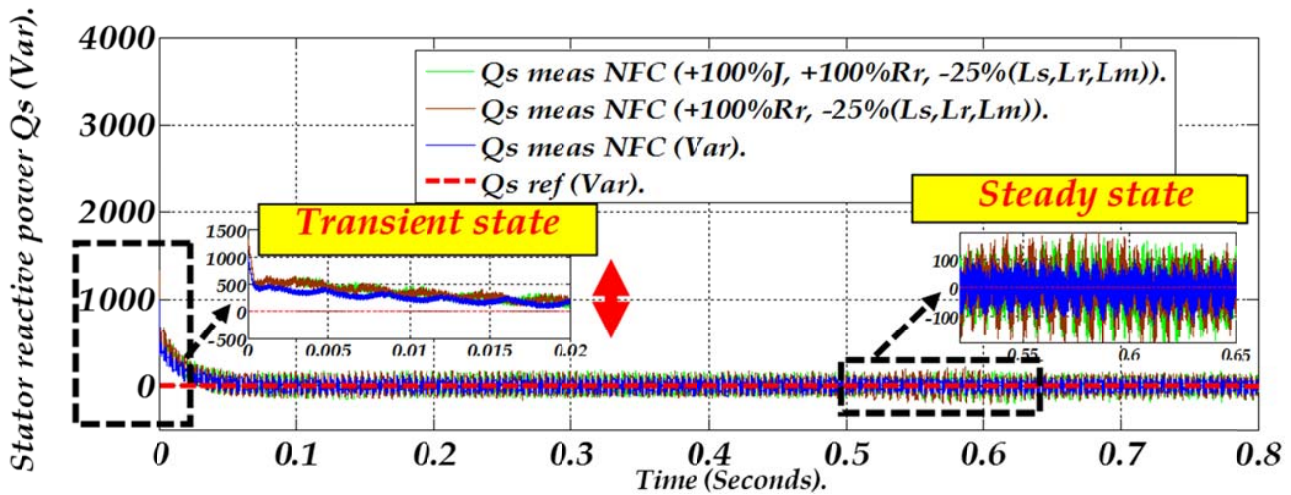 Stator reactive power Qs (Var).
4000
3000
2000
1000
0
Qs meas NFC (+100%J, +100%Rr, -25%(Ls,Lr,Lm)).
Qs meas NFC (+100%Rr, -25%(Ls,Lr,Lm)).
Qs meas NFC (Var).
Qs ref (Var).
Transient state
1500
1000
500
0
-500
0 0.005 0.01 0.015 0.02
Steady state
100
0
-100
0.55 0.6 0.65
0 0.1 0.2 0.3 0.4 0.5 0.6 0.7 0.8
Time (Seconds).